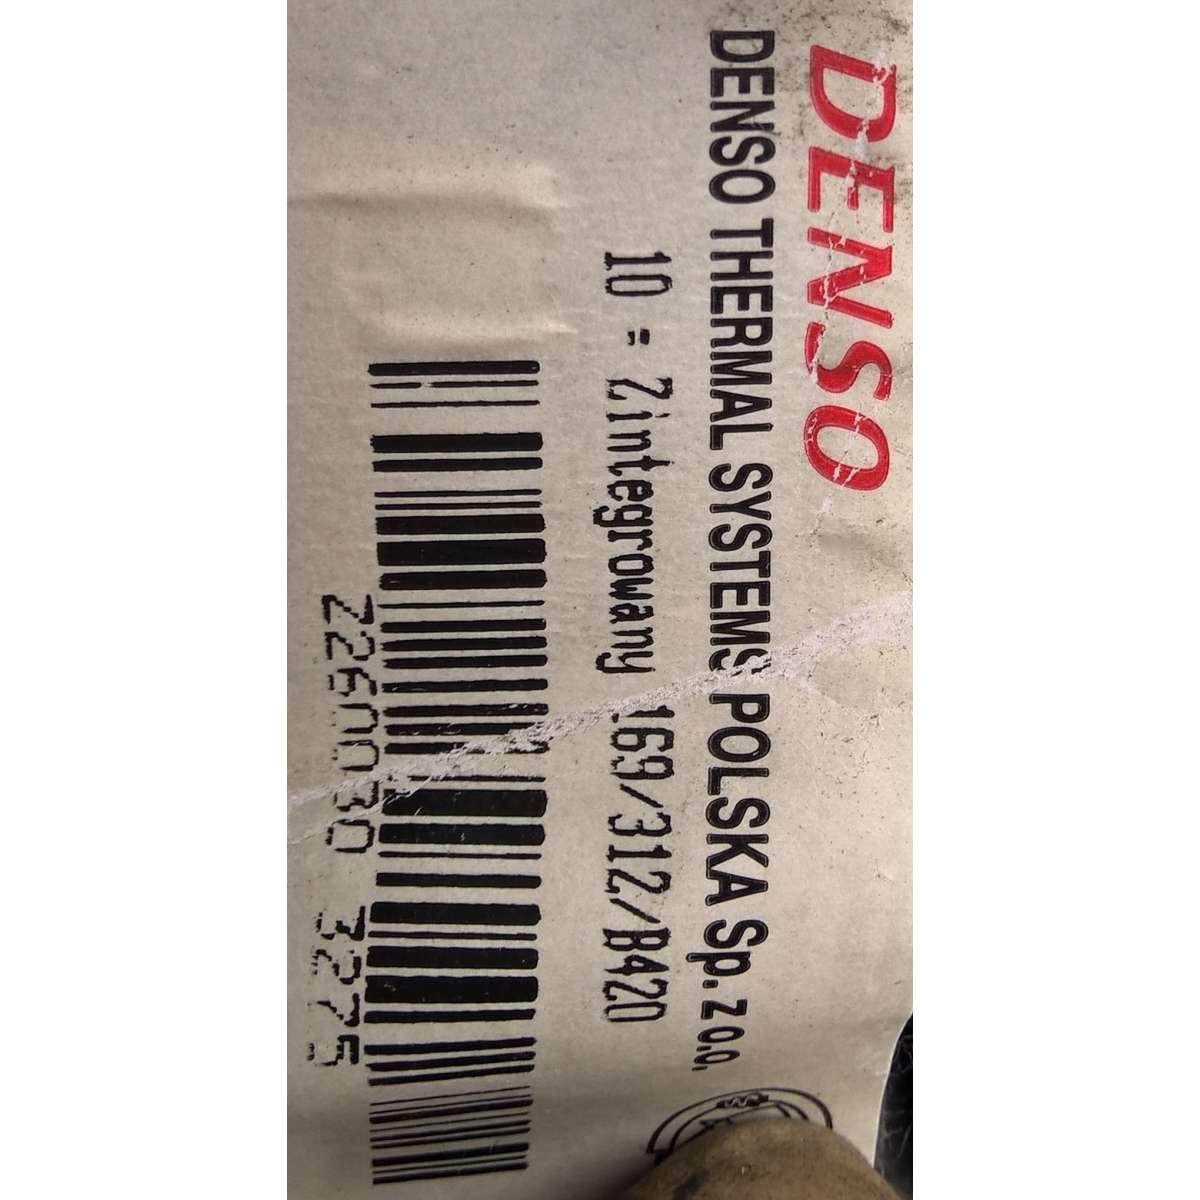 DENSO
DENSO THERMAL SYSTEMS POLSKA Sp. z o.o.
10 = Zintegrowany 169/312/B420
2260030 3275